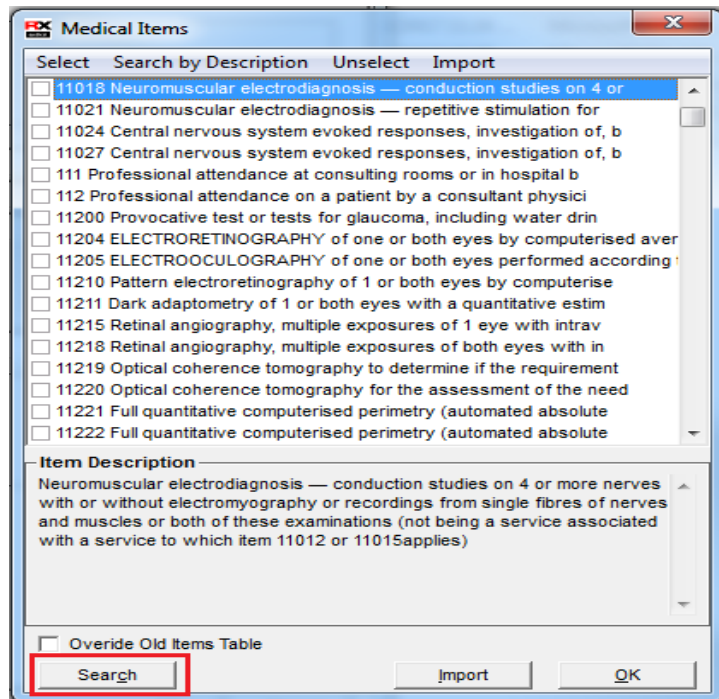 RX Medical Items
Select Search by Description Unselect Import
11018 Neuromuscular electrodiagnosis — conduction studies on 4 or
11021 Neuromuscular electrodiagnosis — repetitive stimulation for
11024 Central nervous system evoked responses, investigation of, b
11027 Central nervous system evoked responses, investigation of, b
111 Professional attendance at consulting rooms or in hospital b
112 Professional attendance on a patient by a consultant physici
11200 Provocative test or tests for glaucoma, including water drin
11204 ELECTRORETINOGRAPHY of one or both eyes by computerised aver
11205 ELECTROOCULOGRAPHY of one or both eyes performed according
11210 Pattern electroretinography of 1 or both eyes by computerise
11211 Dark adaptometry of 1 or both eyes with a quantitative estim
11215 Retinal angiography, multiple exposures of 1 eye with intrav
11218 Retinal angiography, multiple exposures of both eyes with in
11219 Optical coherence tomography to determine if the requirement
11220 Optical coherence tomography for the assessment of the need
11221 Full quantitative computerised perimetry (automated absolute
11222 Full quantitative computerised perimetry (automated absolute
Item Description
Neuromuscular electrodiagnosis — conduction studies on 4 or more nerves
with or without electromyography or recordings from single fibres of nerves
and muscles or both of these examinations (not being a service associated
with a service to which item 11012 or 11015applies)
Overide Old Items Table
Search Import OK